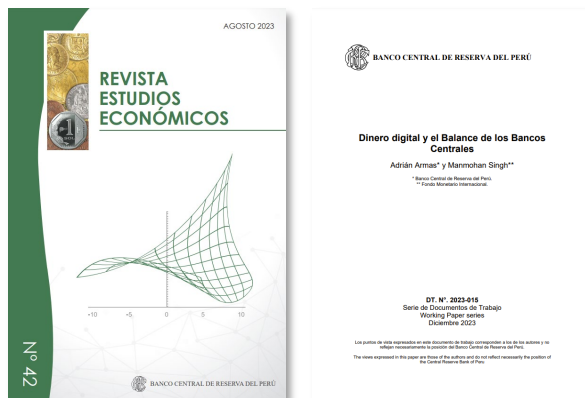 AGOSTO 2023
REVISTA
ESTUDIOS
ECONÓMICOS
1
-10 -5 0 5 10
Nº 42
BANCO CENTRAL DE RESERVA DEL PERÚ
BANCO CENTRAL DE RESERVA DEL PERÚ
Dinero digital y el Balance de los Bancos
Centrales
Adrián Armas* y Manmohan Singh**
* Banco Central de Reserva del Perú.
** Fondo Monetario Internacional.
DT. N°. 2023-015
Serie de Documentos de Trabajo
Working Paper series
Diciembre 2023
Los puntos de vista expresados en este documento de trabajo corresponden a los de los autores y no
reflejan necesariamente la posición del Banco Central de Reserva del Perú.
The views expressed in this paper are those of the authors and do not reflect necessarily the position of
the Central Reserve Bank of Peru